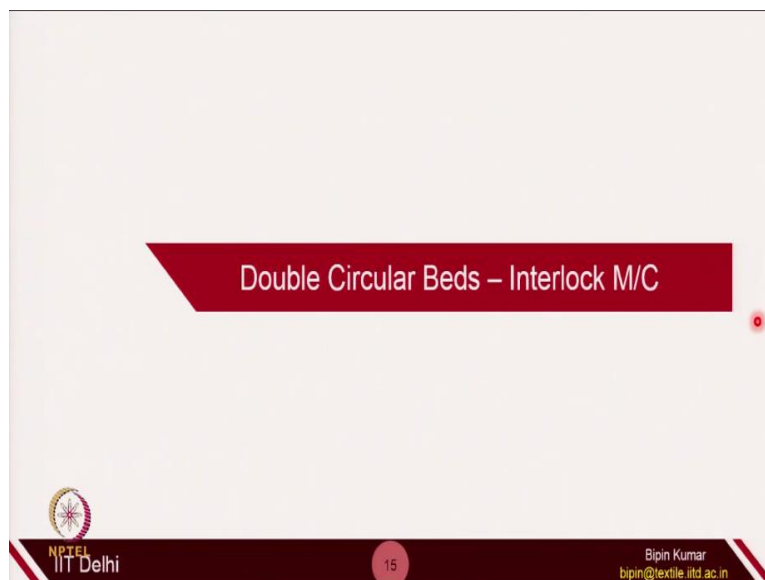 Double Circular Beds – Interlock M/C
NPTEL
IIT Delhi
15
Bipin Kumar
bipin@textile.iitd.ac.in